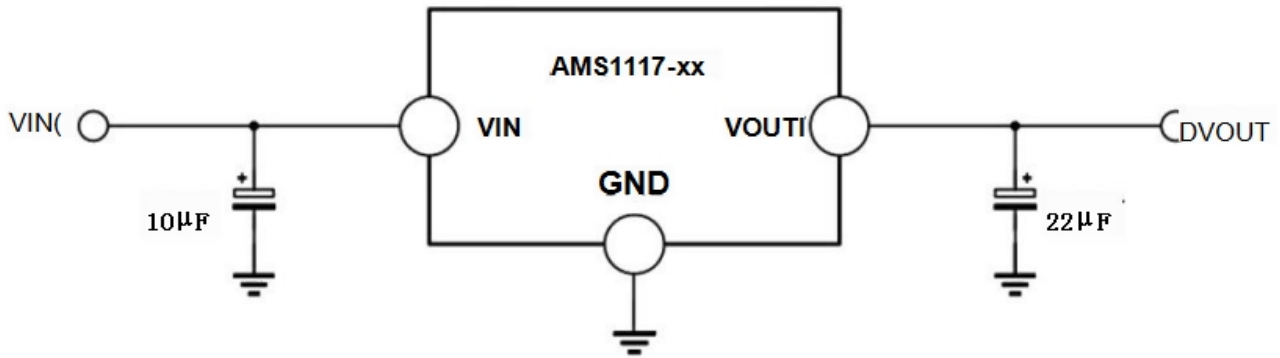 AMS1117-xx
VIN( VIN VOUTI DVOUT
GND
+ +
10μF 22μF